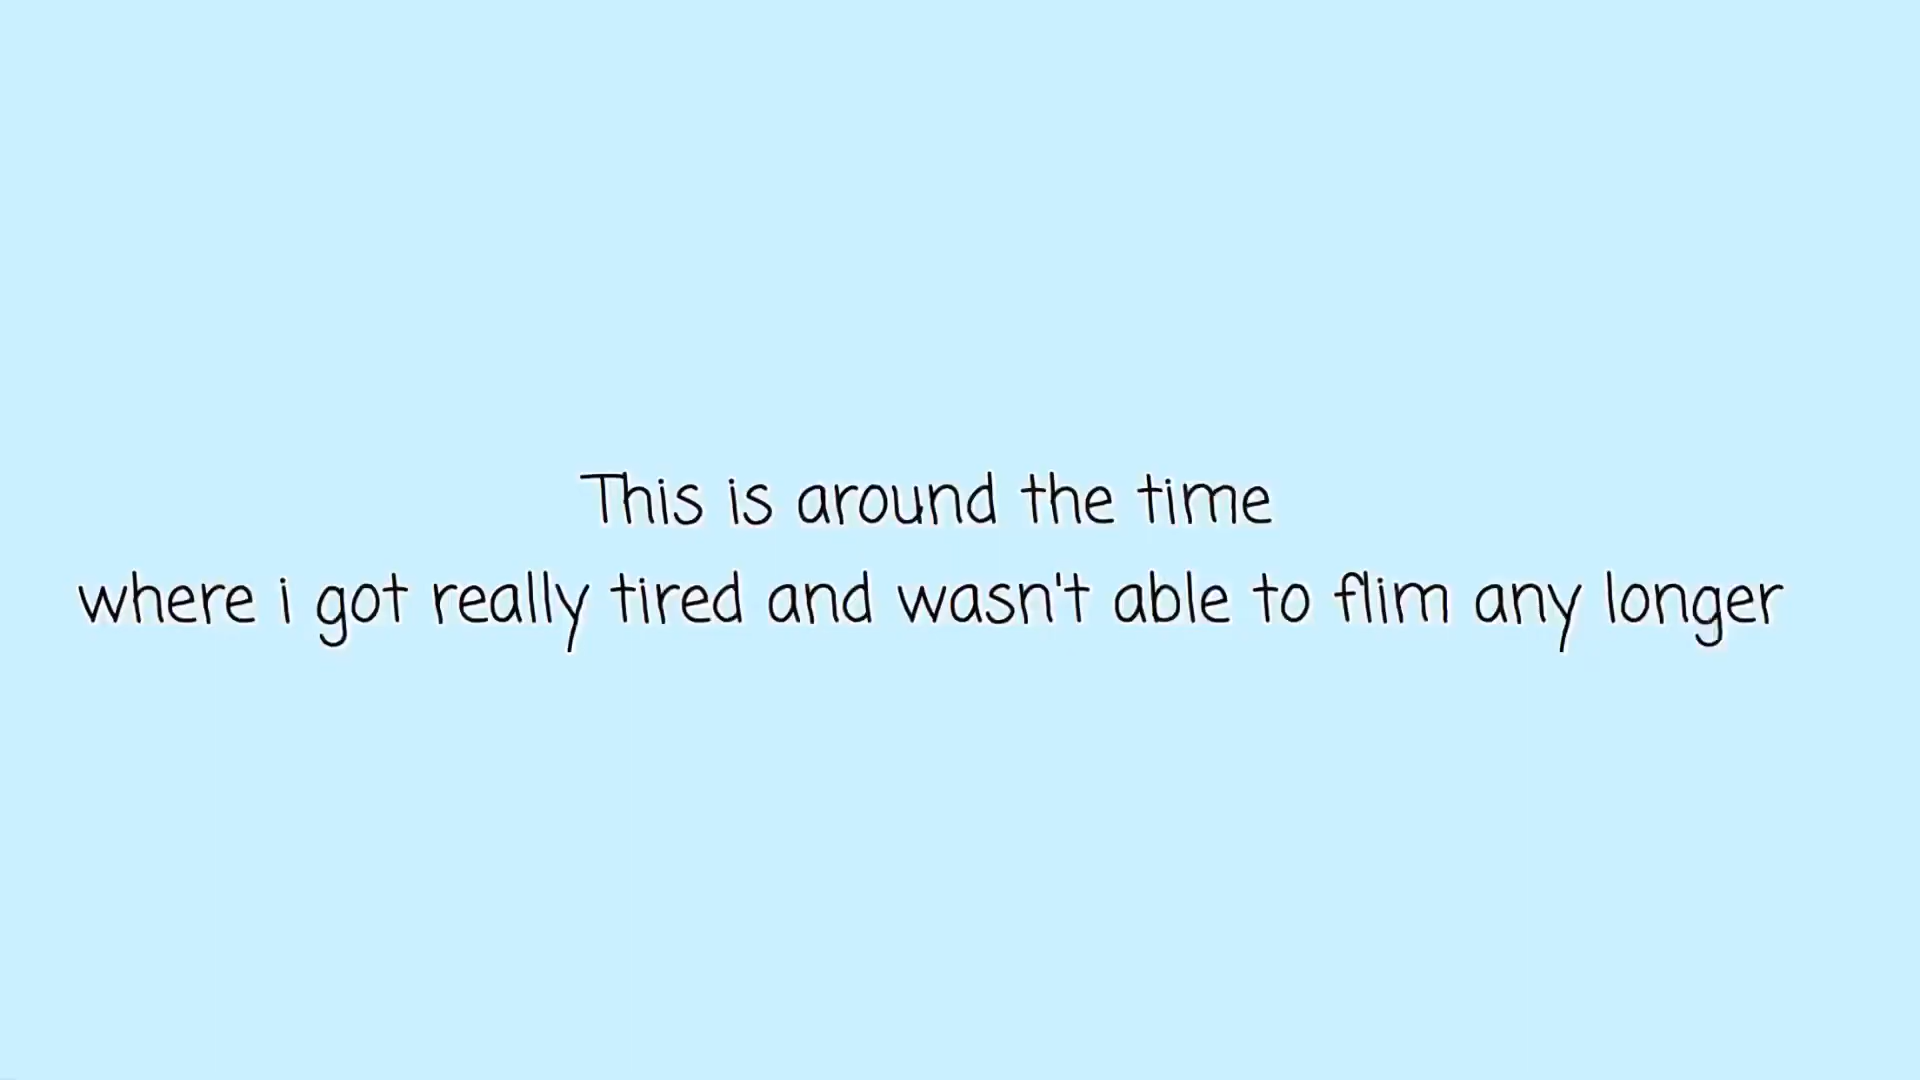 This is around the time
where i got really tired and wasn't able to flim any longer